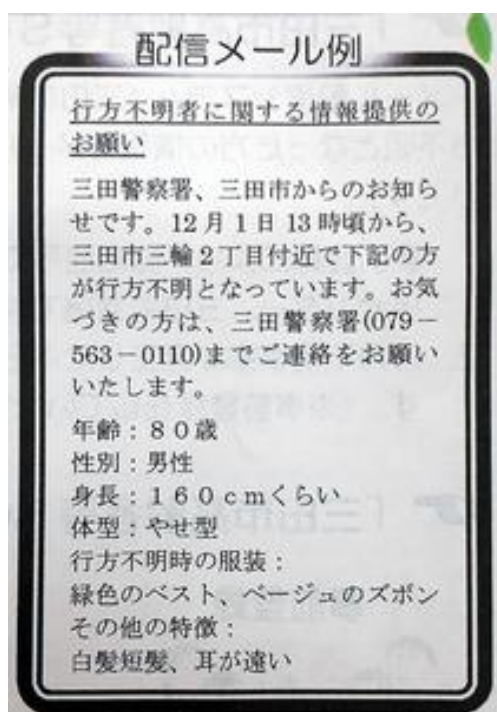 配信メール例
行方不明者に関する情報提供の
お願い
三田警察署、三田市からのお知ら
せです。12月1日13時頃から、
三田市三輪2丁目付近で下記の方
が行方不明となっています。お気
づきの方は、三田警察署(079－
563－0110)までご連絡をお願い
いたします。
年齢：８０歳
性別：男性
身長：１６０ｃｍくらい
体型：やせ型
行方不明時の服装：
緑色のベスト、ベージュのズボン
その他の特徴：
白髪短髪、耳が遠い